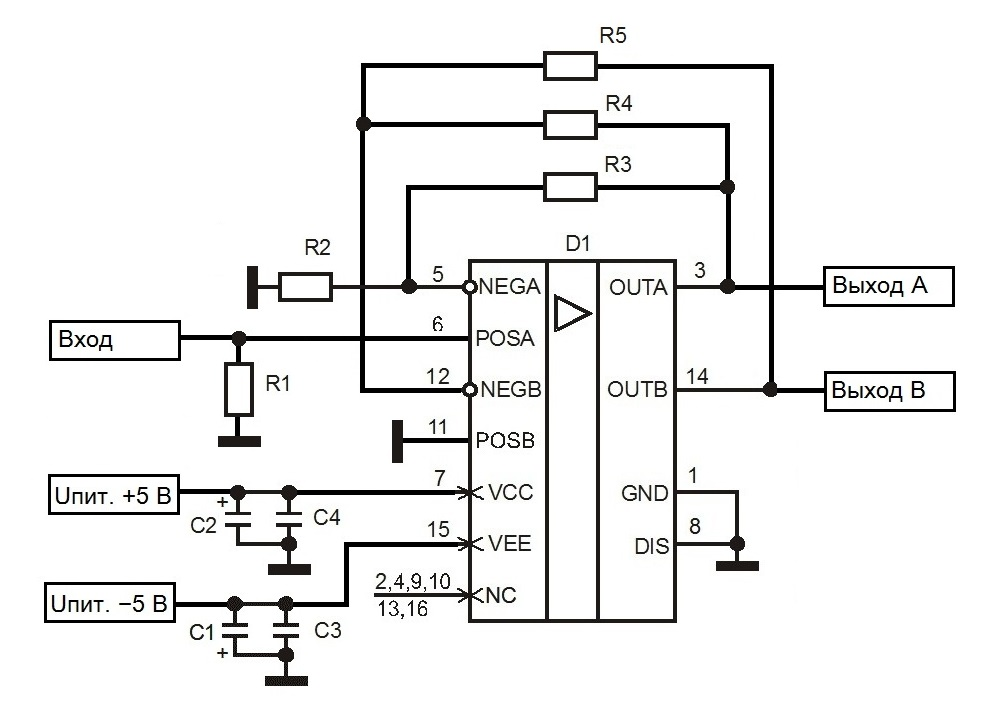 R5
R4
R3
R2
D1
5
NEGA
OUTA
3
Выход A
Вход
6
POSA
R1
12
NEGB
OUTB
14
Выход B
11
POSB
Uпит. +5 В
7
VCC
GND
1
+
C2
C4
15
VEE
DIS
8
Uпит. −5 В
2,4,9,10
13,16
NC
C1
C3
+